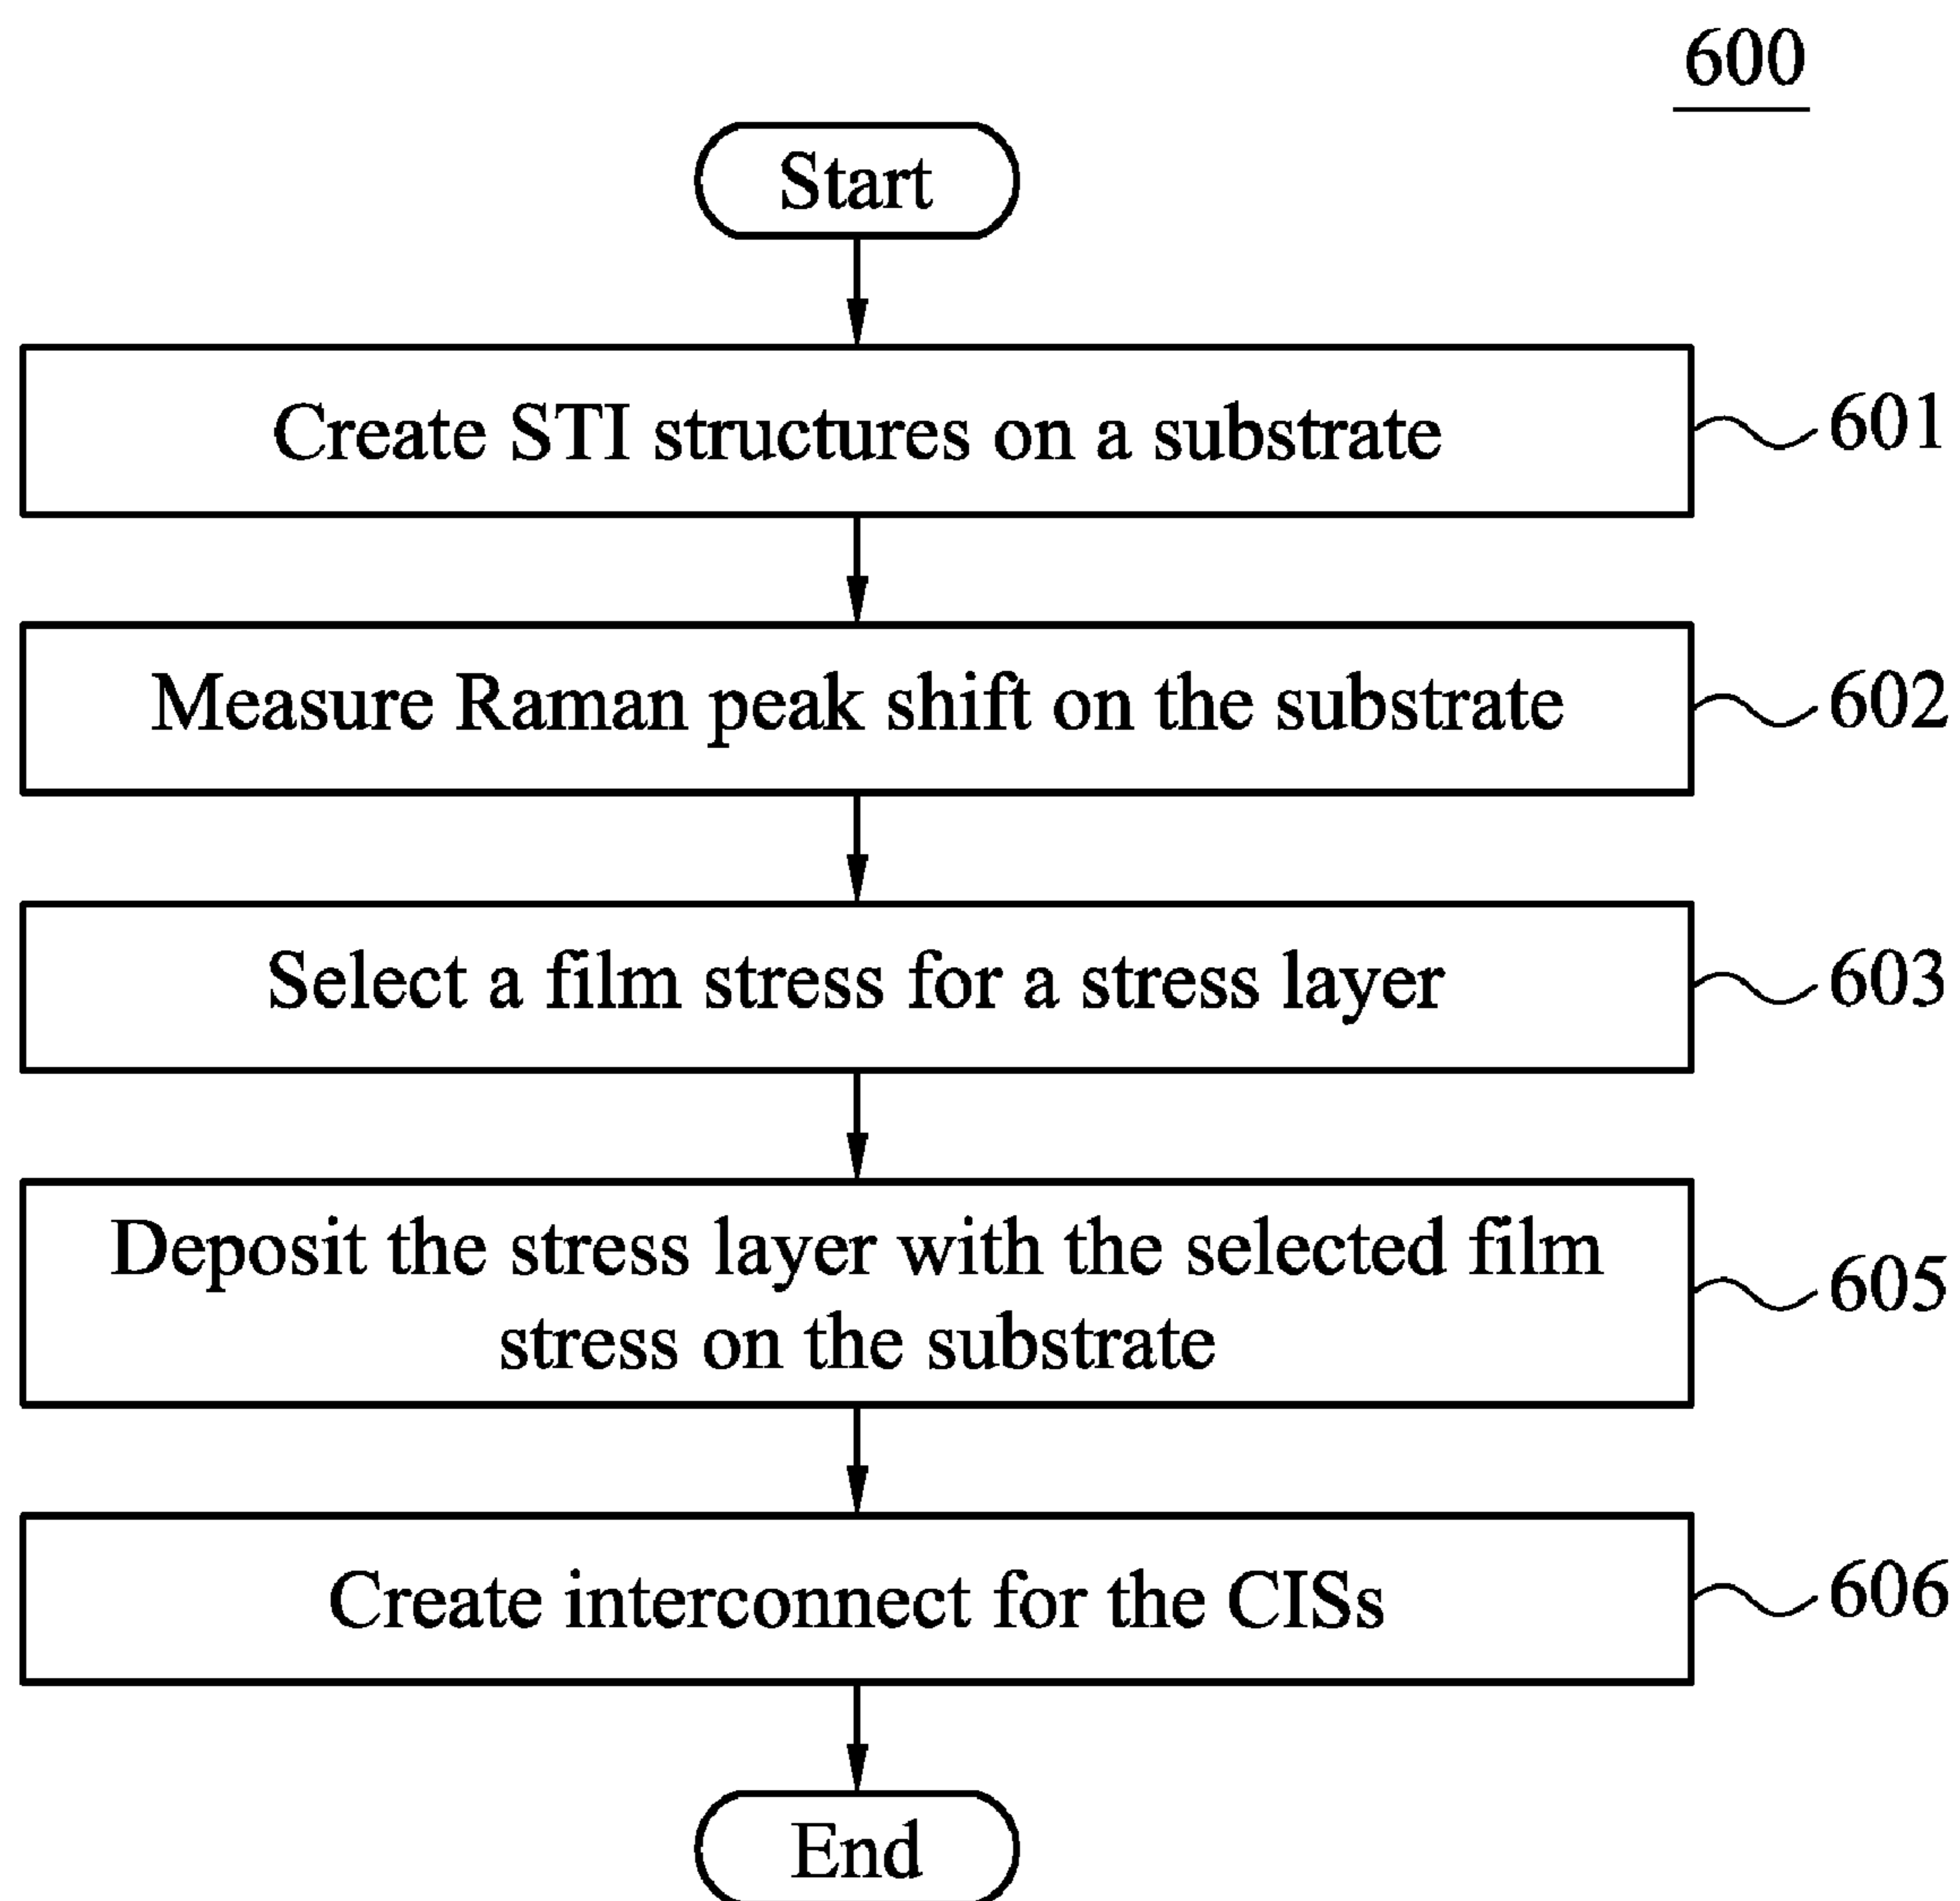 600
Start
Create STI structures on a substrate
601
Measure Raman peak shift on the substrate
602
Select a film stress for a stress layer
603
Deposit the stress layer with the selected film
stress on the substrate
605
Create interconnect for the CISs
606
End